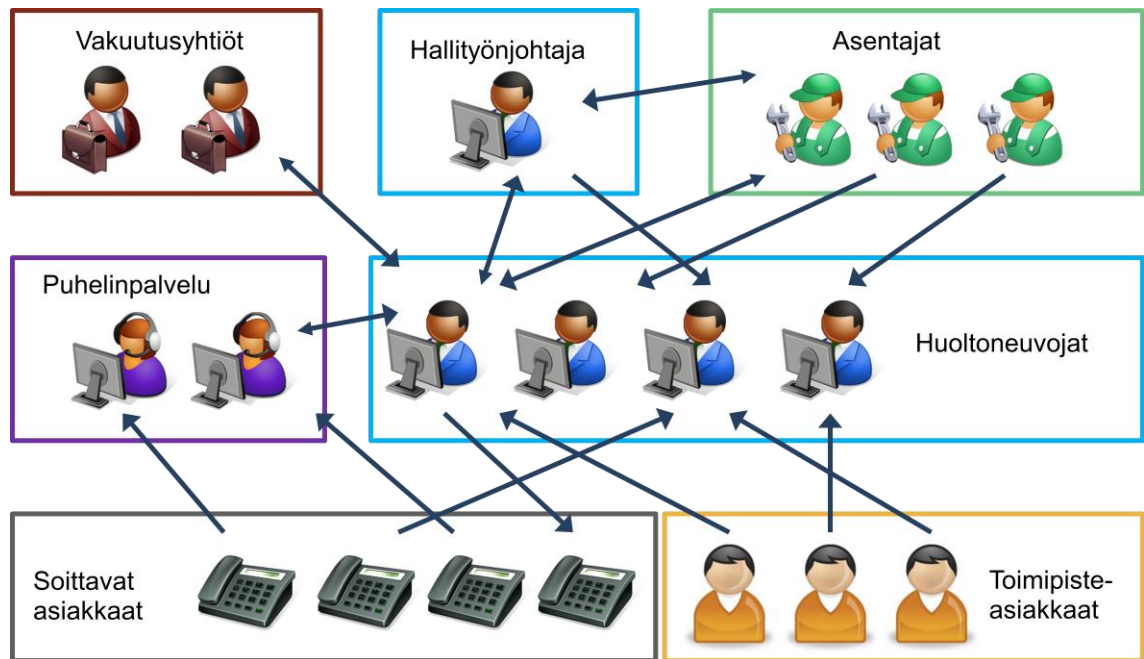 Vakuutusyhtiöt
Hallityönjohtaja
Asentajat
Puhelinpalvelu
Huoltoneuvojat
Soittavat
asiakkaat
Toimipiste-
asiakkaat